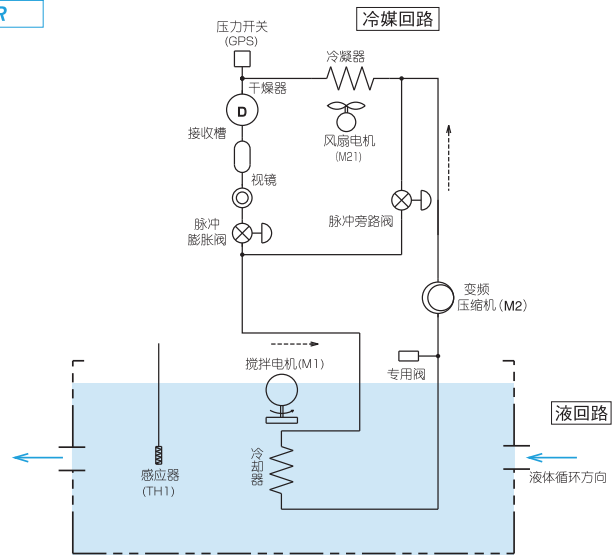 R
冷媒回路
压力开关
(GPS)
冷凝器
干燥器
D
接收槽
风扇电机
(M21)
视镜
脉冲
膨胀阀
脉冲旁路阀
变频
压缩机(M2)
搅拌电机(M1)
专用阀
液回路
冷
却
器
感应器
(TH1)
液体循环方向